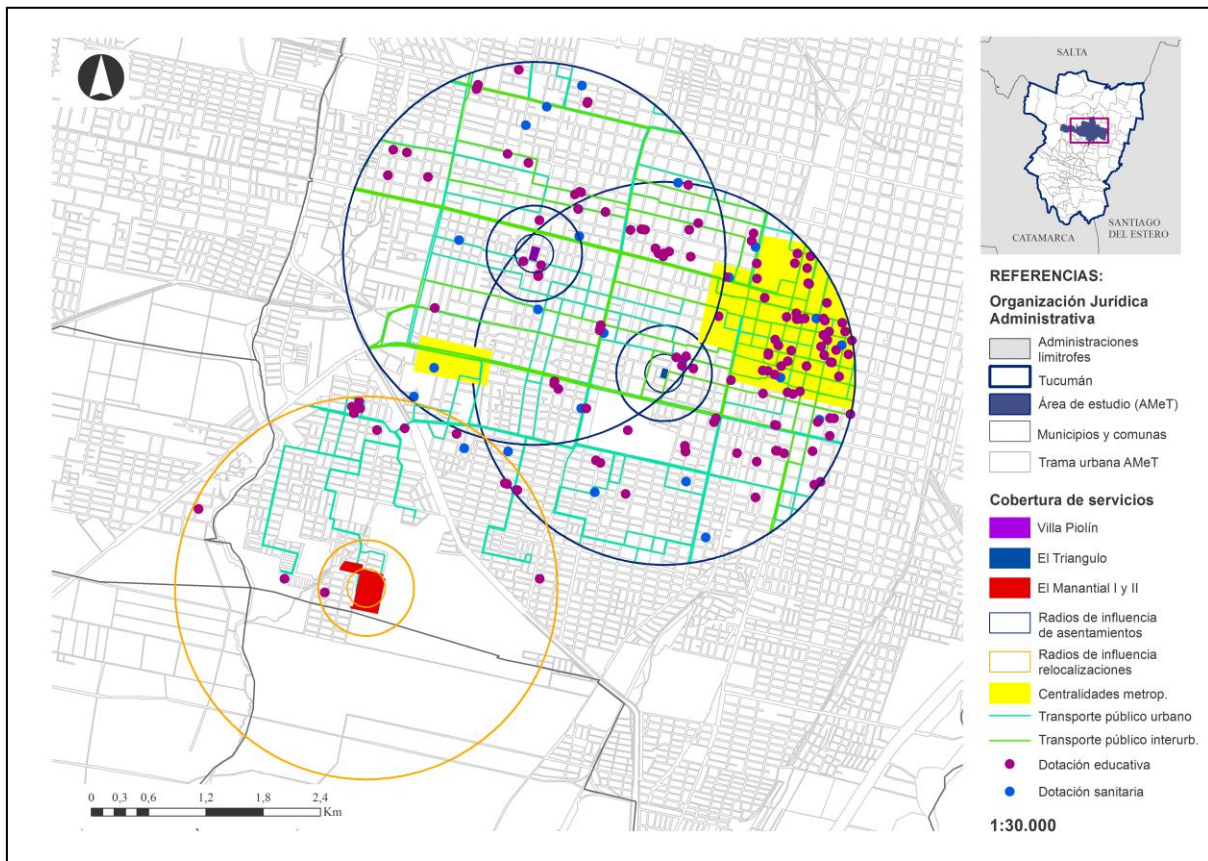 SALTA
CATAMARCA
SANTIAGO
DEL ESTERO
REFERENCIAS:
Organización Jurídica
Administrativa
Administraciones
limitrofes
Tucumán
Área de estudio (AMeT)
Municipios y comunas
Trama urbana AMeT
Cobertura de servicios
Villa Piolín
El Triangulo
El Manantial I y II
Radios de influencia
de asentamientos
Radios de influencia
relocalizaciones
Centralidades metrop.
Transporte público urbano
Transporte público interurb.
Dotación educativa
Dotación sanitaria
1:30.000
0 0,3 0,6 1,2 1,8 2,4
Km